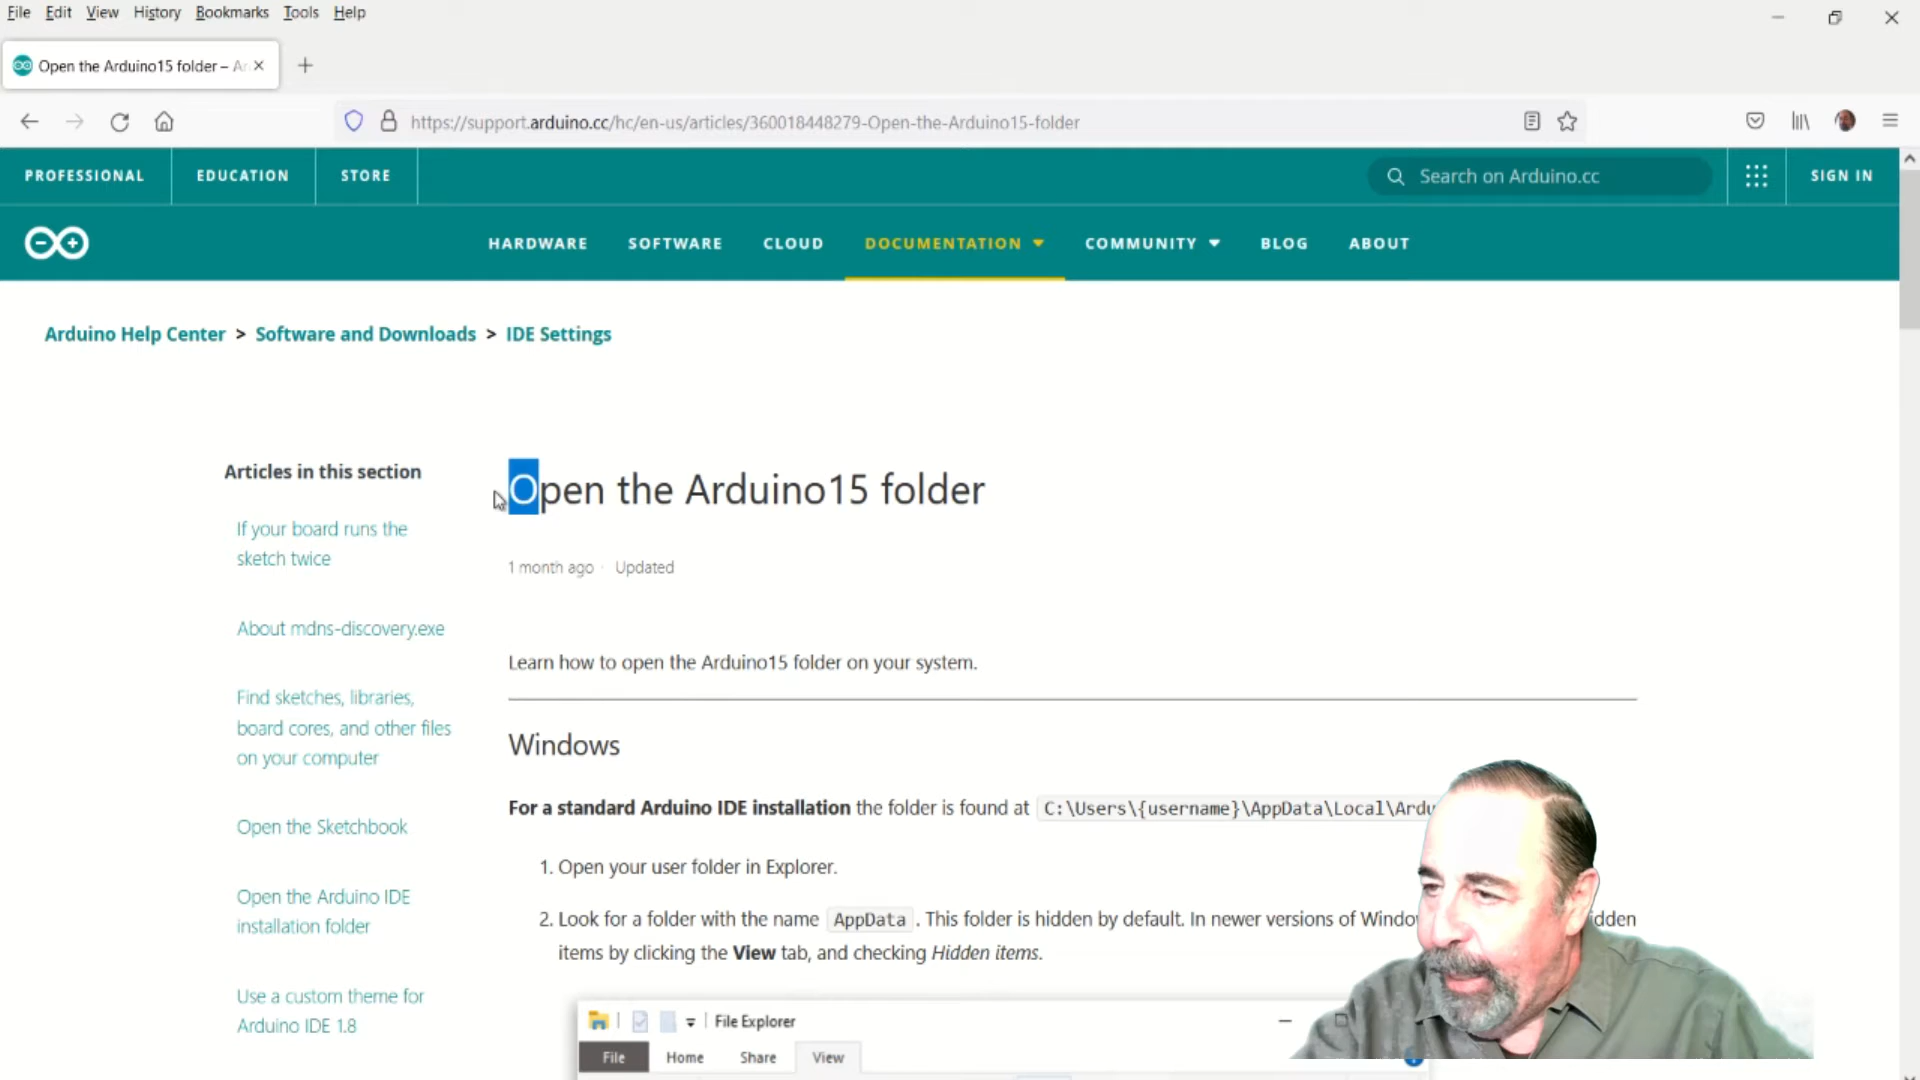 File Edit View History Bookmarks Tools Help
Open the Arduino15 folder –
https://support.arduino.cc/hc/en-us/articles/360018448279-Open-the-Arduino15-folder
PROFESSIONAL EDUCATION STORE
Search on Arduino.cc
SIGN IN
HARDWARE SOFTWARE CLOUD DOCUMENTATION COMMUNITY BLOG ABOUT
Arduino Help Center > Software and Downloads > IDE Settings
Articles in this section
If your board runs the
sketch twice
About mdns-discovery.exe
Find sketches, libraries,
board cores, and other files
on your computer
Open the Sketchbook
Open the Arduino IDE
installation folder
Use a custom theme for
Arduino IDE 1.8
Open the Arduino15 folder
1 month ago · Updated
Learn how to open the Arduino15 folder on your system.
Windows
For a standard Arduino IDE installation the folder is found at C:\Users\{username}\AppData\Local\Ardu
1. Open your user folder in Explorer.
2. Look for a folder with the name AppData . This folder is hidden by default. In newer versions of Windo
items by clicking the View tab, and checking Hidden items.
File Explorer
File Home Share View